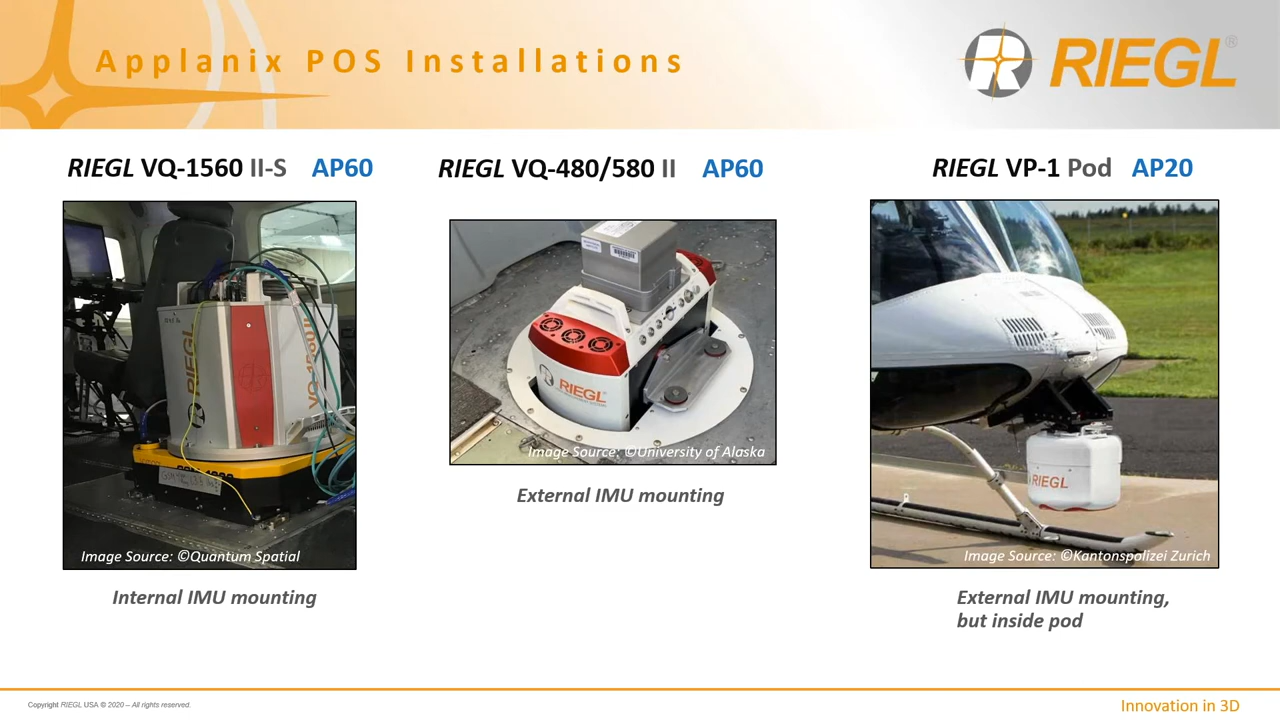 Applanix POS Installations
RIEGL®
RIEGL VQ-1560 II-S AP60
RIEGL VQ-480/580 II AP60
RIEGL VP-1 Pod AP20
RIEGL
RIEGL
RIEGL
Image Source: ©Quantum Spatial
Image Source: ©University of Alaska
Image Source: ©Kantonspolizei Zurich
Internal IMU mounting
External IMU mounting
External IMU mounting,
but inside pod
Copyright RIEGL USA © 2020 – All rights reserved.
Innovation in 3D